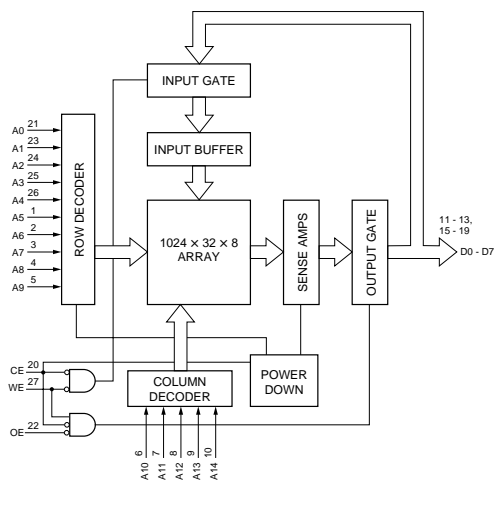 INPUT GATE
INPUT BUFFER
ROW DECODER
1024 × 32 × 8
ARRAY
SENSE AMPS
OUTPUT GATE
11 - 13,
15 - 19
D0 - D7
A0 21
A1 23
A2 24
A3 25
A4 26
A5 1
A6 2
A7 3
A8 4
A9 5
CE 20
WE 27
OE 22
COLUMN
DECODER
POWER
DOWN
6 7 8 9 10
A10 A11 A12 A13 A14